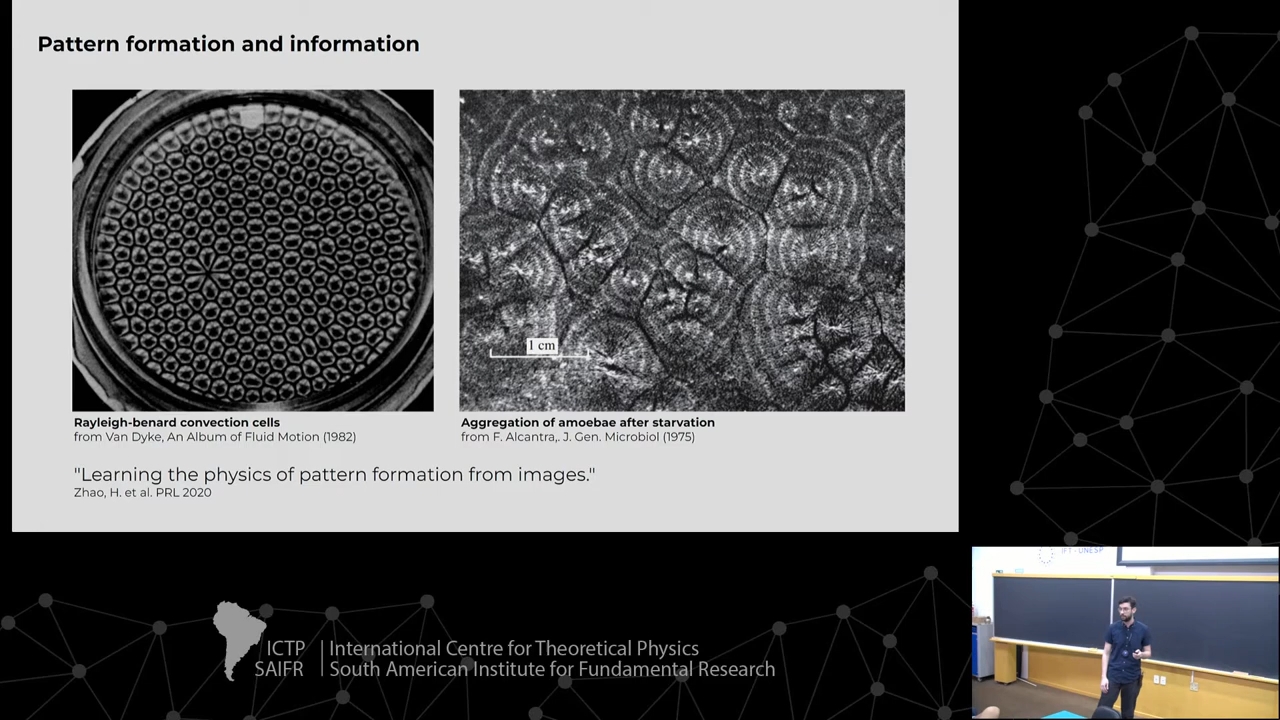 Pattern formation and information
1 cm
Rayleigh-benard convection cells
from Van Dyke, An Album of Fluid Motion (1982)
Aggregation of amoebae after starvation
from F. Alcantra,. J. Gen. Microbiol (1975)
"Learning the physics of pattern formation from images."
Zhao, H. et al. PRL 2020
IFT - UNESP
ICTP
SAIFR
International Centre for Theoretical Physics
South American Institute for Fundamental Research